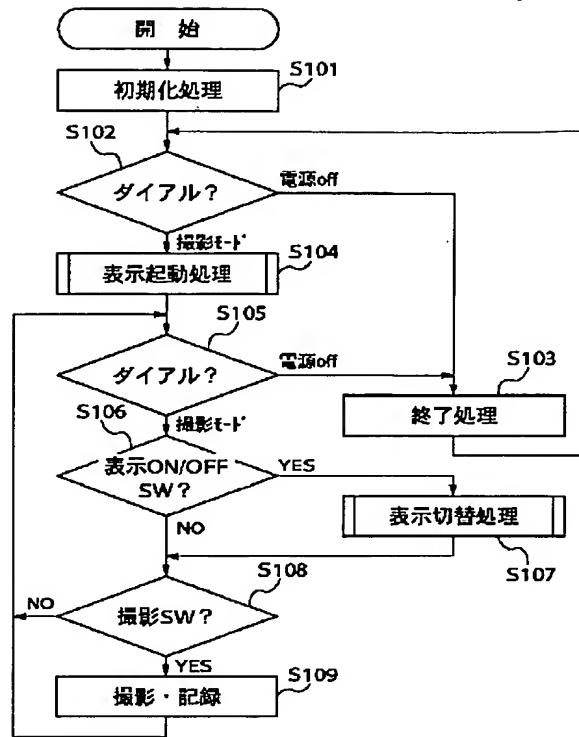 開 始
S101
初期化処理
S102
ダイアル?
電源off
撮影モード
S104
表示起動処理
S105
ダイアル?
電源off
S103
終了処理
S106
撮影モード
表示ON/OFF
SW?
YES
NO
表示切替処理
S107
S108
撮影SW?
NO
YES
S109
撮影・記録